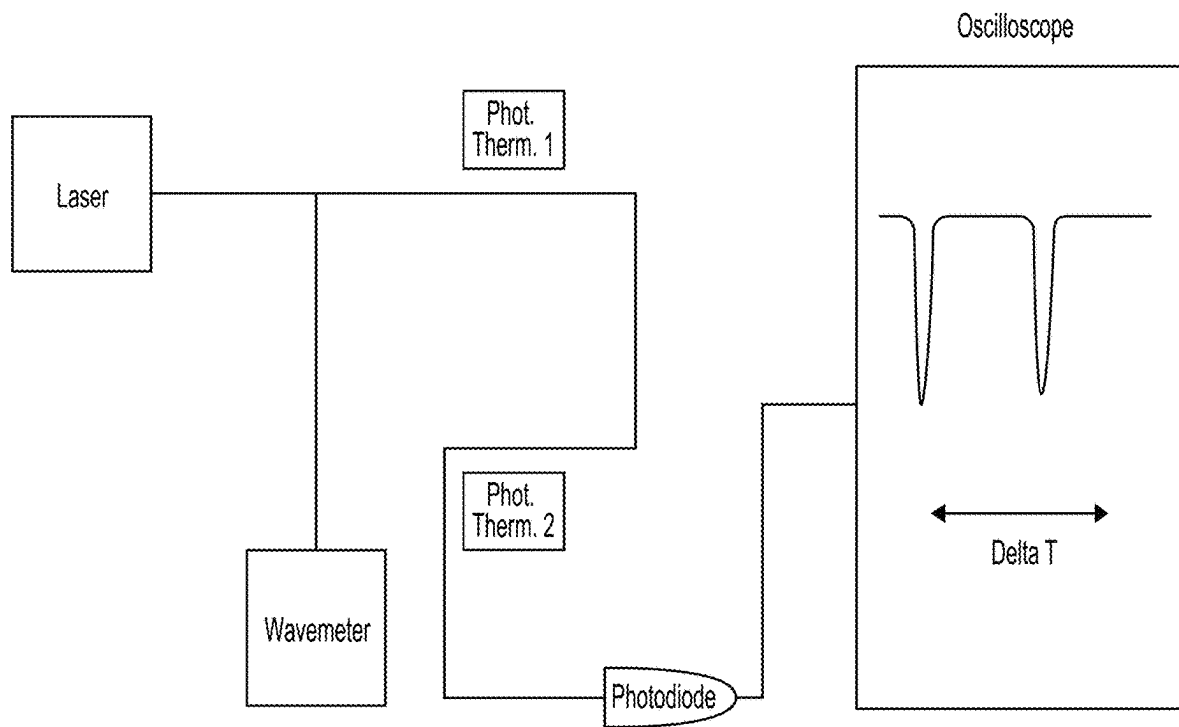 Oscilloscope
Phot.
Therm. 1
Laser
Phot.
Therm. 2
Delta T
Wavemeter
Photodiode